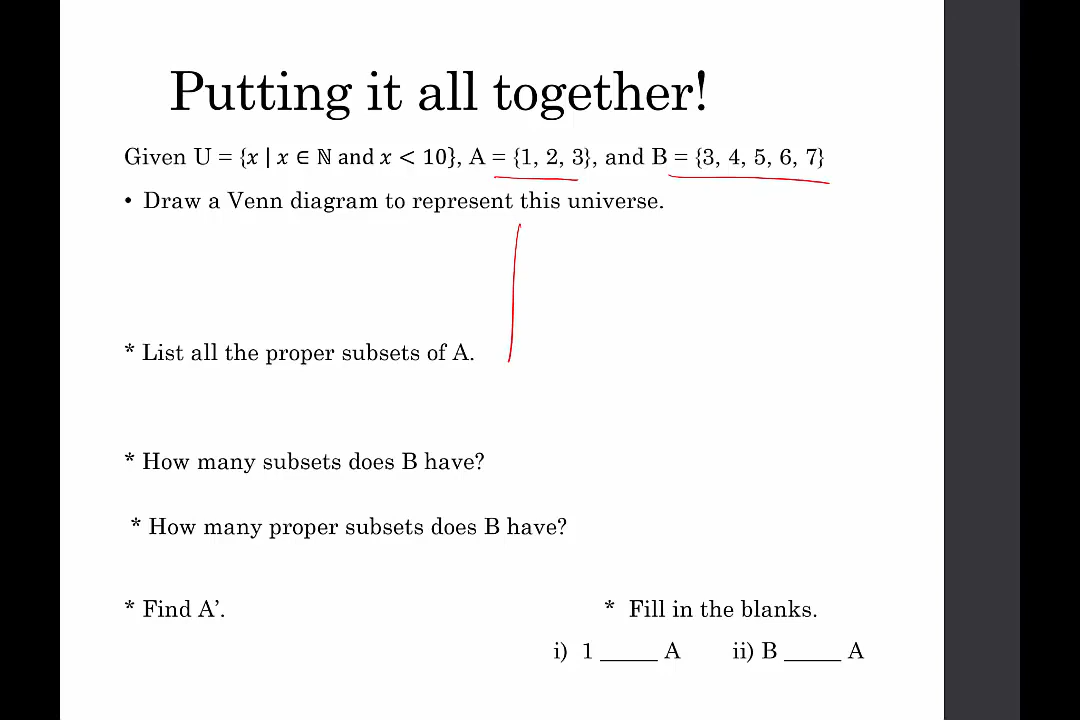 Putting it all together!
Given U = {𝑥 | 𝑥 ∈ ℕ and 𝑥 < 10}, A = {1, 2, 3}, and B = {3, 4, 5, 6, 7}
• Draw a Venn diagram to represent this universe.
* List all the proper subsets of A.
* How many subsets does B have?
* How many proper subsets does B have?
* Find A’.
* Fill in the blanks.
i) 1 _____ A ii) B _____ A